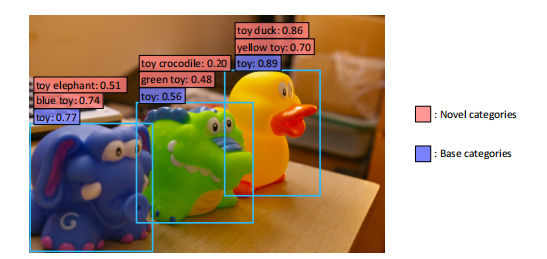 toy duck: 0.86
yellow toy: 0.70
toy: 0.89
toy crocodile: 0.20
green toy: 0.48
toy: 0.56
toy elephant: 0.51
blue toy: 0.74
toy: 0.77
: Novel categories
: Base categories